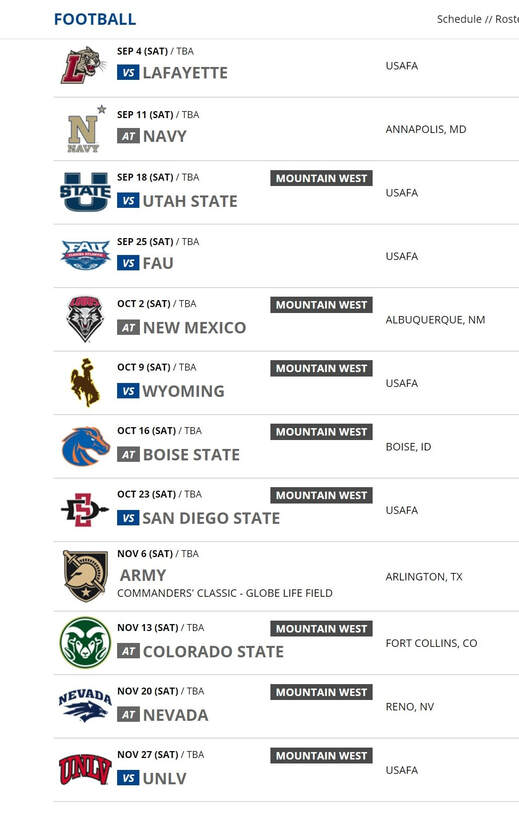 FOOTBALL
Schedule // Roste
SEP 4 (SAT) / TBA
VS LAFAYETTE
USAFA
SEP 11 (SAT) / TBA
AT NAVY
ANNAPOLIS, MD
NAVY
SEP 18 (SAT) / TBA
MOUNTAIN WEST
STATE
VS UTAH STATE
USAFA
SEP 25 (SAT) / TBA
FAU
FLORIDA ATLANTIC
VS FAU
USAFA
OCT 2 (SAT) / TBA
MOUNTAIN WEST
LOBOS
AT NEW MEXICO
ALBUQUERQUE, NM
OCT 9 (SAT) / TBA
MOUNTAIN WEST
VS WYOMING
USAFA
OCT 16 (SAT) / TBA
MOUNTAIN WEST
AT BOISE STATE
BOISE, ID
OCT 23 (SAT) / TBA
MOUNTAIN WEST
SD
VS SAN DIEGO STATE
USAFA
NOV 6 (SAT) / TBA
ARMY
COMMANDERS' CLASSIC - GLOBE LIFE FIELD
ARLINGTON, TX
NOV 13 (SAT) / TBA
MOUNTAIN WEST
AT COLORADO STATE
FORT COLLINS, CO
NOV 20 (SAT) / TBA
MOUNTAIN WEST
NEVADA
AT NEVADA
RENO, NV
NOV 27 (SAT) / TBA
MOUNTAIN WEST
UNLV
VS UNLV
USAFA